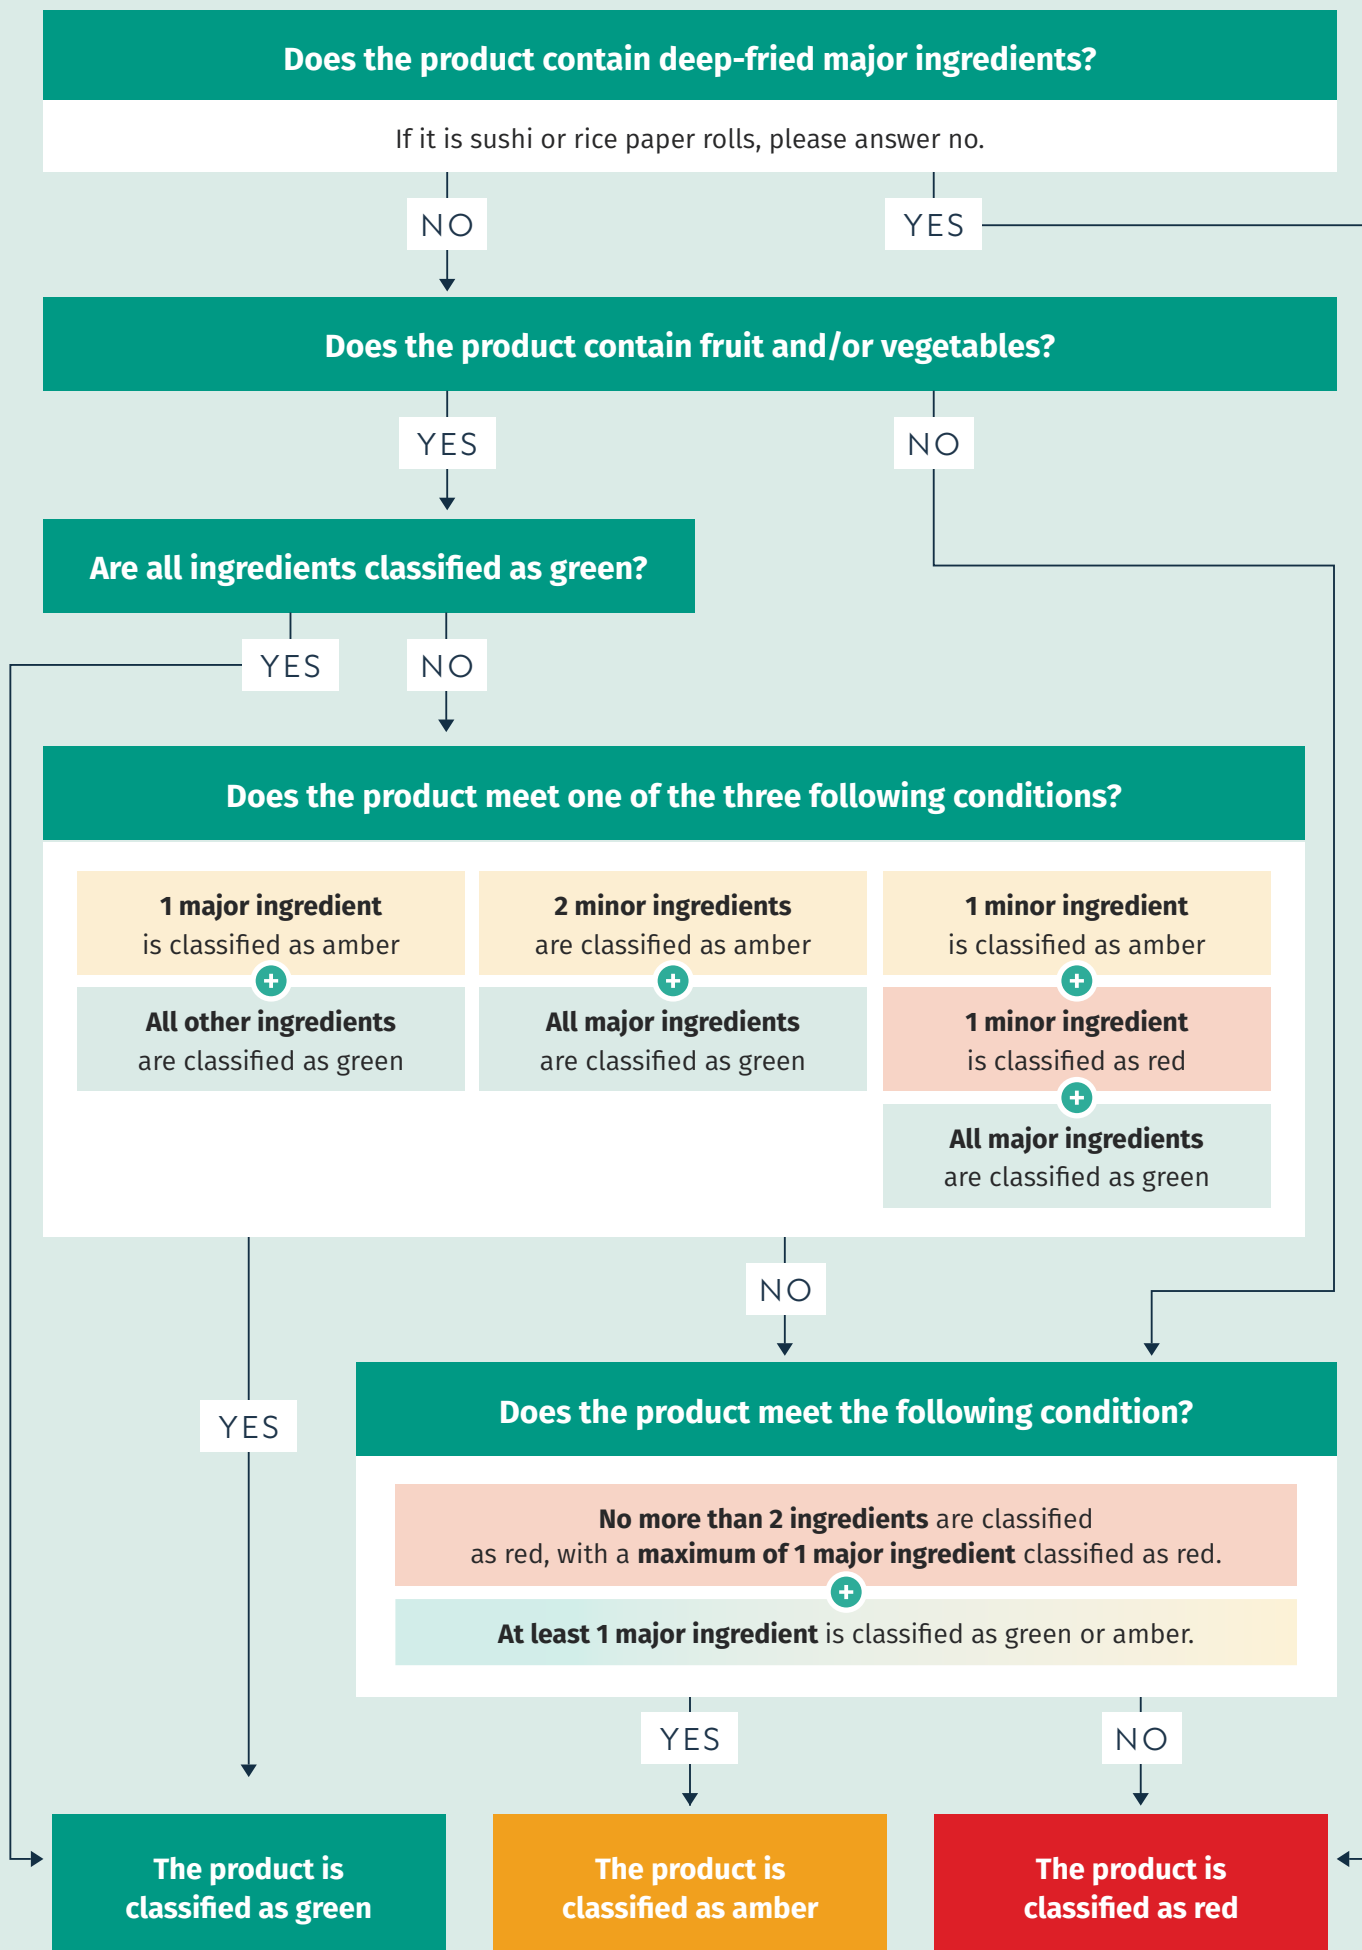 Does the product contain deep-fried major ingredients?
If it is sushi or rice paper rolls, please answer no.
NO
YES
Does the product contain fruit and/or vegetables?
YES
NO
Are all ingredients classified as green?
YES
NO
Does the product meet one of the three following conditions?
1 major ingredient
is classified as amber
+
All other ingredients
are classified as green
2 minor ingredients
are classified as amber
+
All major ingredients
are classified as green
1 minor ingredient
is classified as amber
+
1 minor ingredient
is classified as red
+
All major ingredients
are classified as green
NO
YES
Does the product meet the following condition?
No more than 2 ingredients are classified
as red, with a maximum of 1 major ingredient classified as red.
+
At least 1 major ingredient is classified as green or amber.
YES
NO
The product is
classified as green
The product is
classified as amber
The product is
classified as red